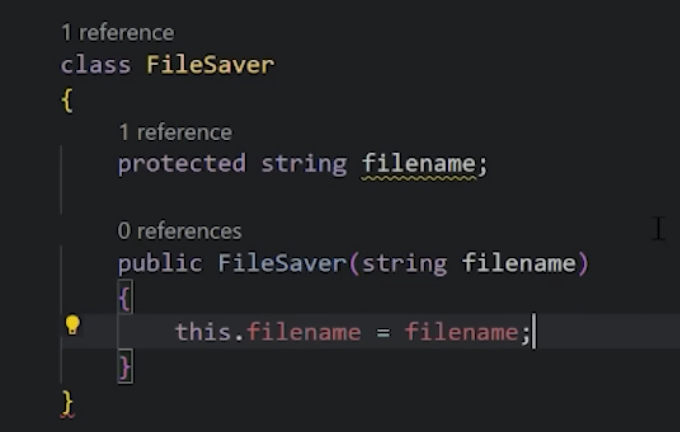 1 reference
class FileSaver
{
1 reference
protected string filename;
0 references
public FileSaver(string filename)
{
this.filename = filename;
}
}